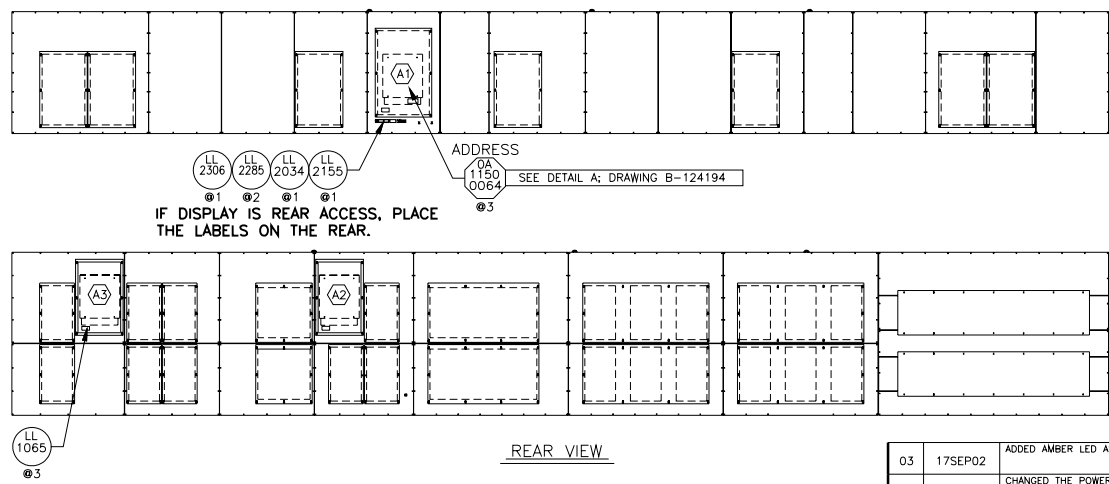 A1
LL 2306 LL 2285 LL 2034 LL 2155
@1 @2 @1 @1
ADDRESS
0A 1150 0064
SEE DETAIL A; DRAWING B-124194
@3
IF DISPLAY IS REAR ACCESS, PLACE
THE LABELS ON THE REAR.
A3
A2
LL 1065
@3
REAR VIEW
03 17SEP02 ADDED AMBER LED A
CHANGED THE POWER